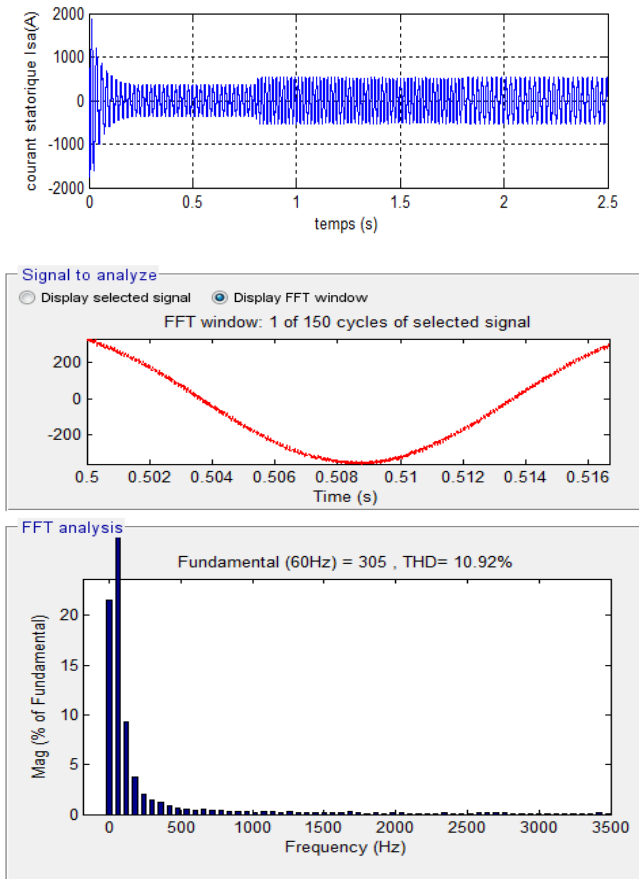 2000
1000
0
-1000
-2000
courant statorique Isa(A)
0 0.5 1 1.5 2 2.5
temps (s)
Signal to analyze
Display selected signal Display FFT window
FFT window: 1 of 150 cycles of selected signal
200
0
-200
0.5 0.502 0.504 0.506 0.508 0.51 0.512 0.514 0.516
Time (s)
FFT analysis
Fundamental (60Hz) = 305 , THD= 10.92%
20
15
10
5
0
Mag (% of Fundamental)
0 500 1000 1500 2000 2500 3000 3500
Frequency (Hz)